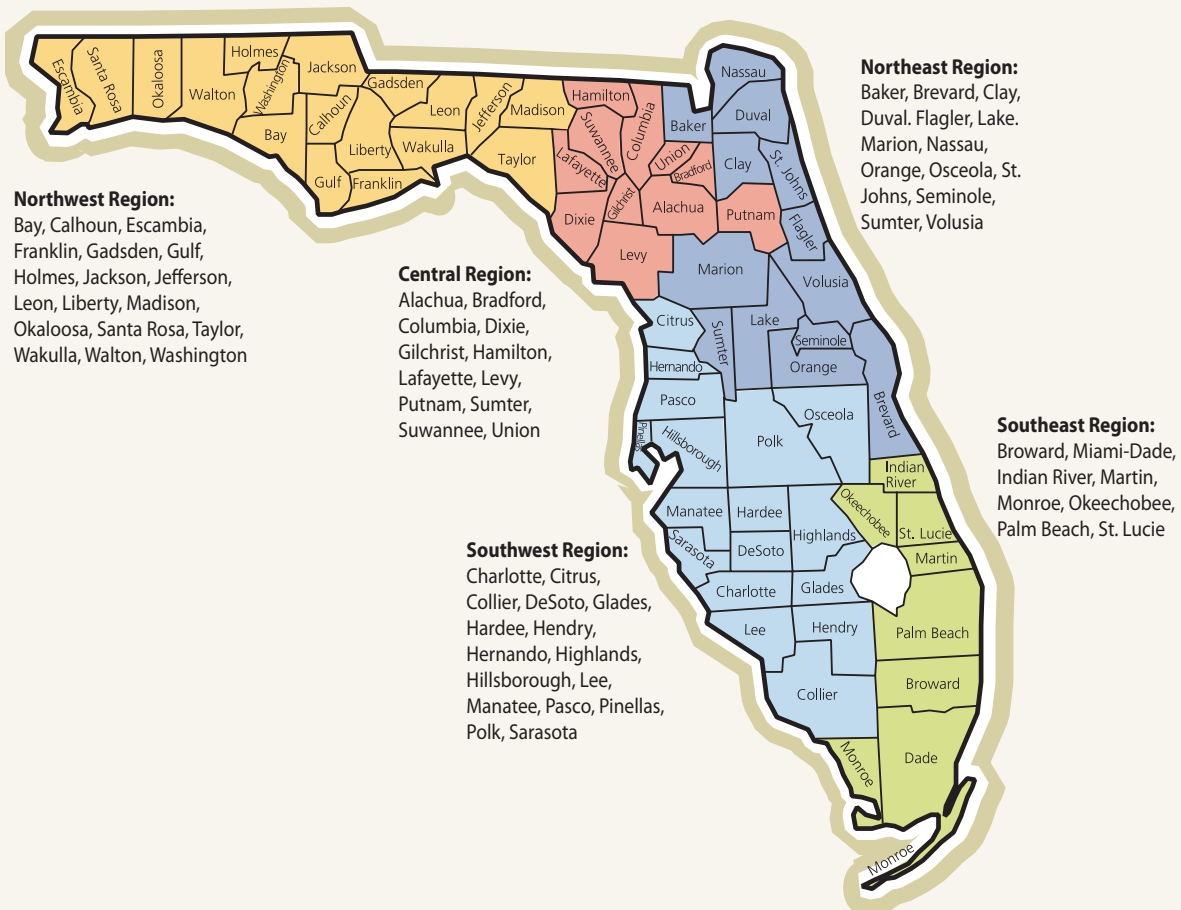 Escambia
Santa Rosa
Okaloosa
Walton
Holmes
Washington
Jackson
Bay
Calhoun
Gulf
Liberty
Franklin
Gadsden
Leon
Wakulla
Jefferson
Madison
Taylor
Hamilton
Suwannee
Columbia
Lafayette
Dixie
Gilchrist
Union
Bradford
Alachua
Levy
Putnam
Baker
Nassau
Duval
Clay
St. Johns
Flagler
Marion
Volusia
Citrus
Sumter
Lake
Seminole
Orange
Hernando
Pasco
Pinellas
Hillsborough
Polk
Osceola
Brevard
Indian
River
Manatee
Hardee
Highlands
Okeechobee
St. Lucie
Sarasota
DeSoto
Martin
Charlotte
Glades
Lee
Hendry
Palm Beach
Collier
Broward
Monroe
Dade
Monroe
Northwest Region:
Bay, Calhoun, Escambia,
Franklin, Gadsden, Gulf,
Holmes, Jackson, Jefferson,
Leon, Liberty, Madison,
Okaloosa, Santa Rosa, Taylor,
Wakulla, Walton, Washington
Central Region:
Alachua, Bradford,
Columbia, Dixie,
Gilchrist, Hamilton,
Lafayette, Levy,
Putnam, Sumter,
Suwannee, Union
Northeast Region:
Baker, Brevard, Clay,
Duval. Flagler, Lake.
Marion, Nassau,
Orange, Osceola, St.
Johns, Seminole,
Sumter, Volusia
Southwest Region:
Charlotte, Citrus,
Collier, DeSoto, Glades,
Hardee, Hendry,
Hernando, Highlands,
Hillsborough, Lee,
Manatee, Pasco, Pinellas,
Polk, Sarasota
Southeast Region:
Broward, Miami-Dade,
Indian River, Martin,
Monroe, Okeechobee,
Palm Beach, St. Lucie